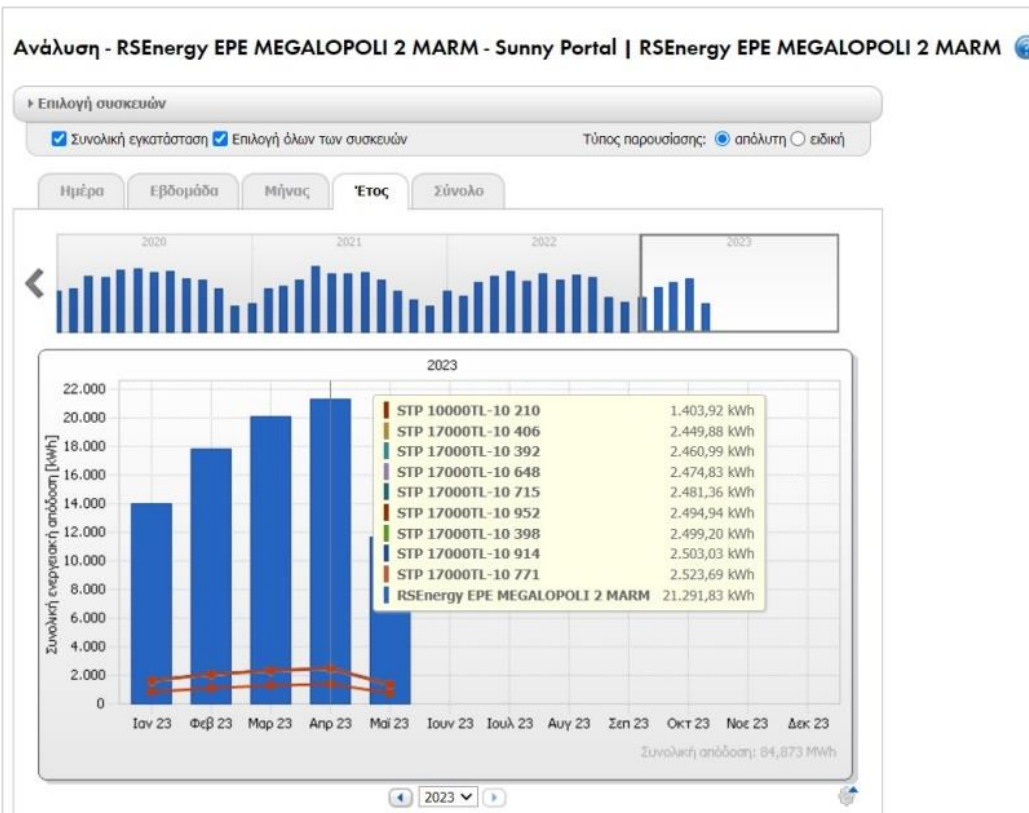 Ανάλυση - RSEnergy EPE MEGALOPOLI 2 MARM - Sunny Portal | RSEnergy EPE MEGALOPOLI 2 MARM
Επιλογή συσκευών
Συνολική εγκατάσταση Επιλογή όλων των συσκευών Τύπος παρουσίασης: απόλυτη ειδική
Ημέρα Εβδομάδα Μήνας Έτος Σύνολο
2020 2021 2022 2023
2023
Συνολική ενεργειακή απόδοση [kWh]
22.000
20.000
18.000
16.000
14.000
12.000
10.000
8.000
6.000
4.000
2.000
0
STP 10000TL-10 210 1.403,92 kWh
STP 17000TL-10 406 2.449,88 kWh
STP 17000TL-10 392 2.460,99 kWh
STP 17000TL-10 648 2.474,83 kWh
STP 17000TL-10 715 2.481,36 kWh
STP 17000TL-10 952 2.494,94 kWh
STP 17000TL-10 398 2.499,20 kWh
STP 17000TL-10 914 2.503,03 kWh
STP 17000TL-10 771 2.523,69 kWh
RSEnergy EPE MEGALOPOLI 2 MARM 21.291,83 kWh
Ιαν 23 Φεβ 23 Μαρ 23 Απρ 23 Μαϊ 23 Ιουν 23 Ιουλ 23 Αυγ 23 Σεπ 23 Οκτ 23 Νοε 23 Δεκ 23
Συνολική απόδοση: 84,873 MWh
2023